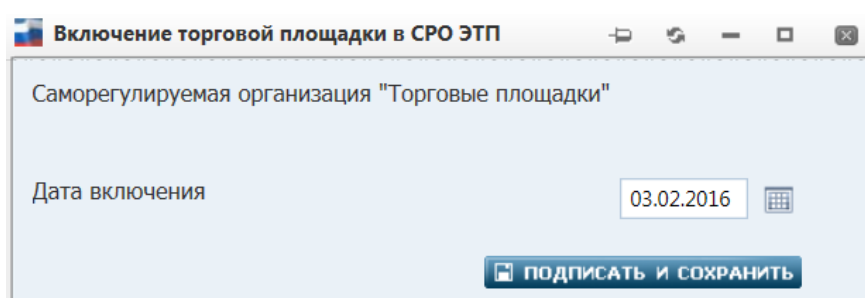 Включение торговой площадки в СРО ЭТП
Саморегулируемая организация "Торговые площадки"
Дата включения 03.02.2016
ПОДПИСАТЬ И СОХРАНИТЬ